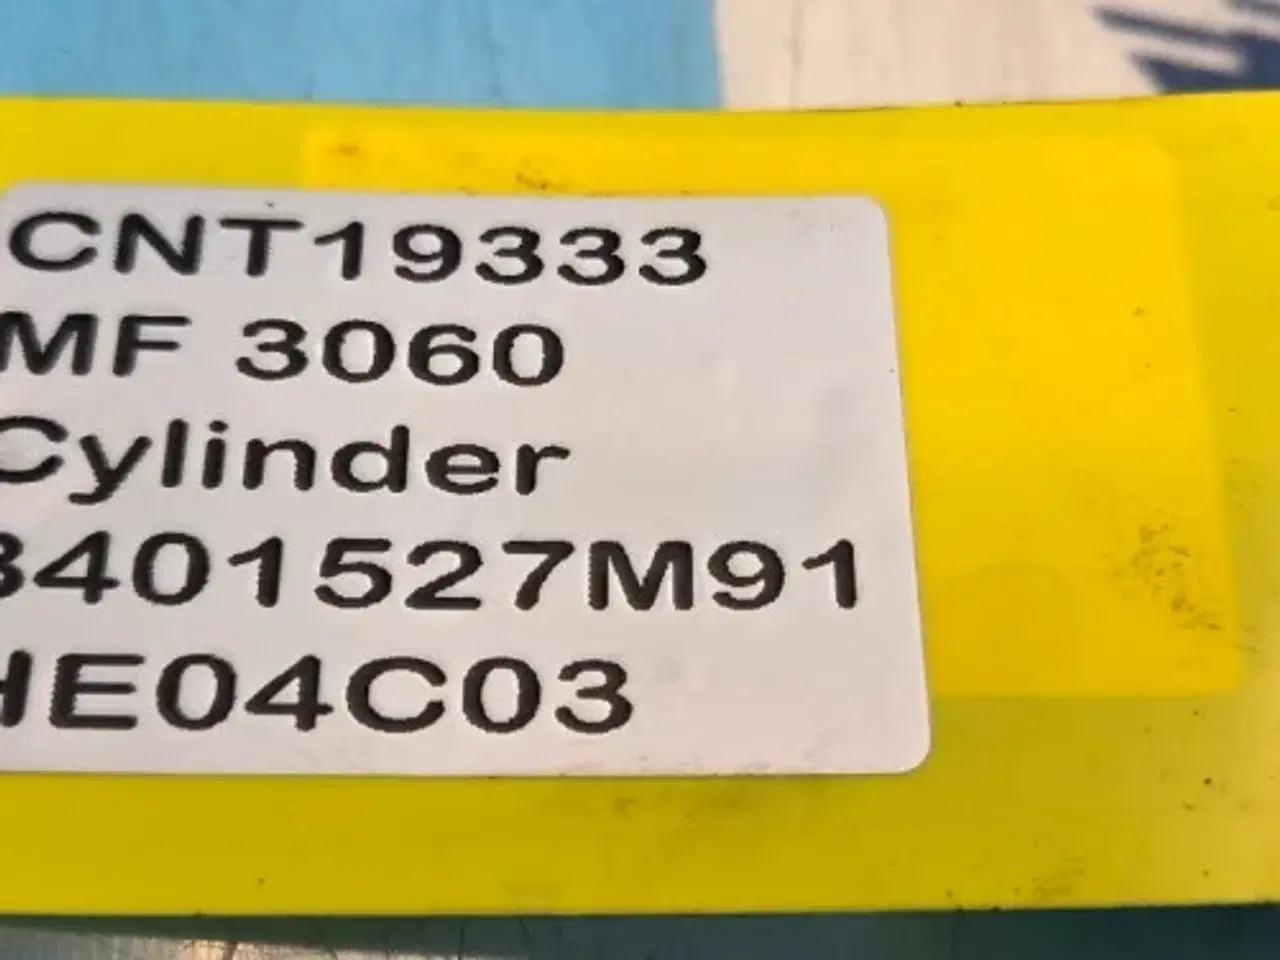 CNT19333
MF 3060
Cylinder
3401527M91
HE04C03